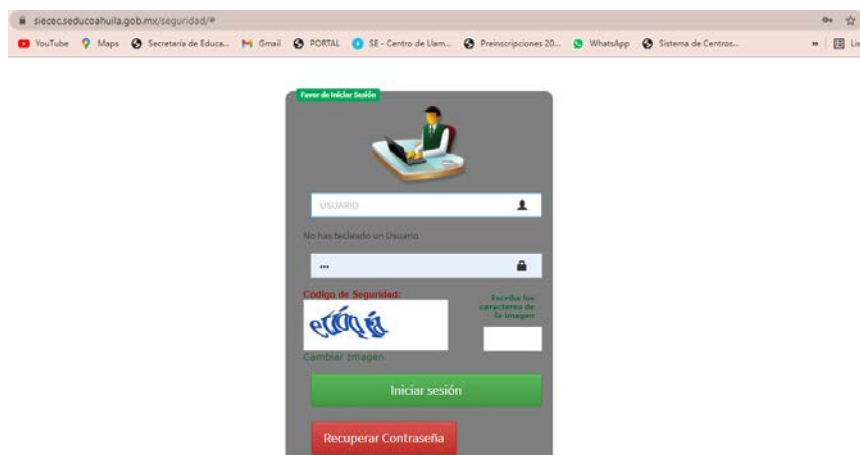 siecec.seducoahuila.gob.mx/seguridad/#
YouTube Maps Secretaría de Educa... Gmail PORTAL SE - Centro de Llam... Preinscripciones 20... WhatsApp Sistema de Centros... » Lis
Favor de Iniciar Sesión
USUARIO
No has tecleado un Usuario
•••
Código de Seguridad:
Escriba los
caracteres de
la imagen
Cambiar Imagen
Iniciar sesión
Recuperar Contraseña